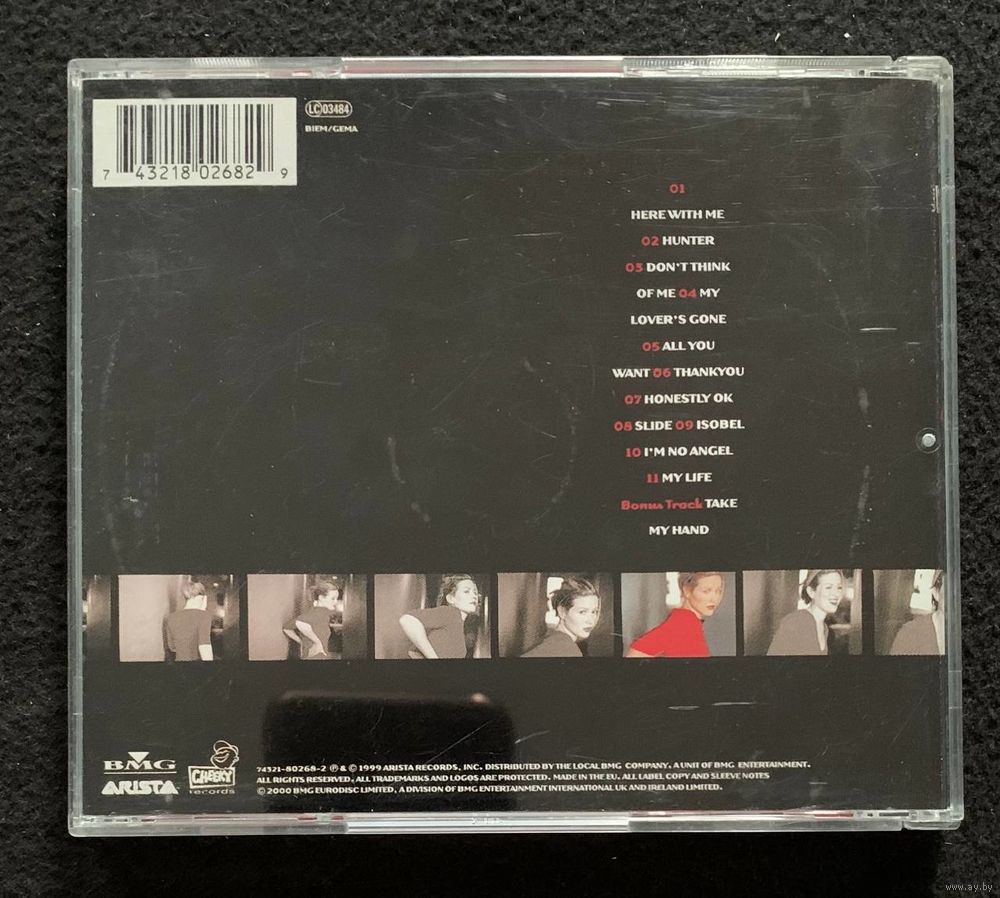 7 43218 02682 9
LC 03484
BIEM/GEMA
01
HERE WITH ME
02 HUNTER
03 DON'T THINK
OF ME 04 MY
LOVER'S GONE
05 ALL YOU
WANT 06 THANKYOU
07 HONESTLY OK
08 SLIDE 09 ISOBEL
10 I'M NO ANGEL
11 MY LIFE
Bonus Track TAKE
MY HAND
BMG
ARISTA
CHEEKY
records
74321-80268-2 ℗ & © 1999 ARISTA RECORDS, INC. DISTRIBUTED BY THE LOCAL BMG COMPANY. A UNIT OF BMG ENTERTAINMENT.
ALL RIGHTS RESERVED. ALL TRADEMARKS AND LOGOS ARE PROTECTED. MADE IN THE EU. ALL LABEL COPY AND SLEEVE NOTES
© 2000 BMG EURODISC LIMITED, A DIVISION OF BMG ENTERTAINMENT INTERNATIONAL UK AND IRELAND LIMITED.
www.ay.by